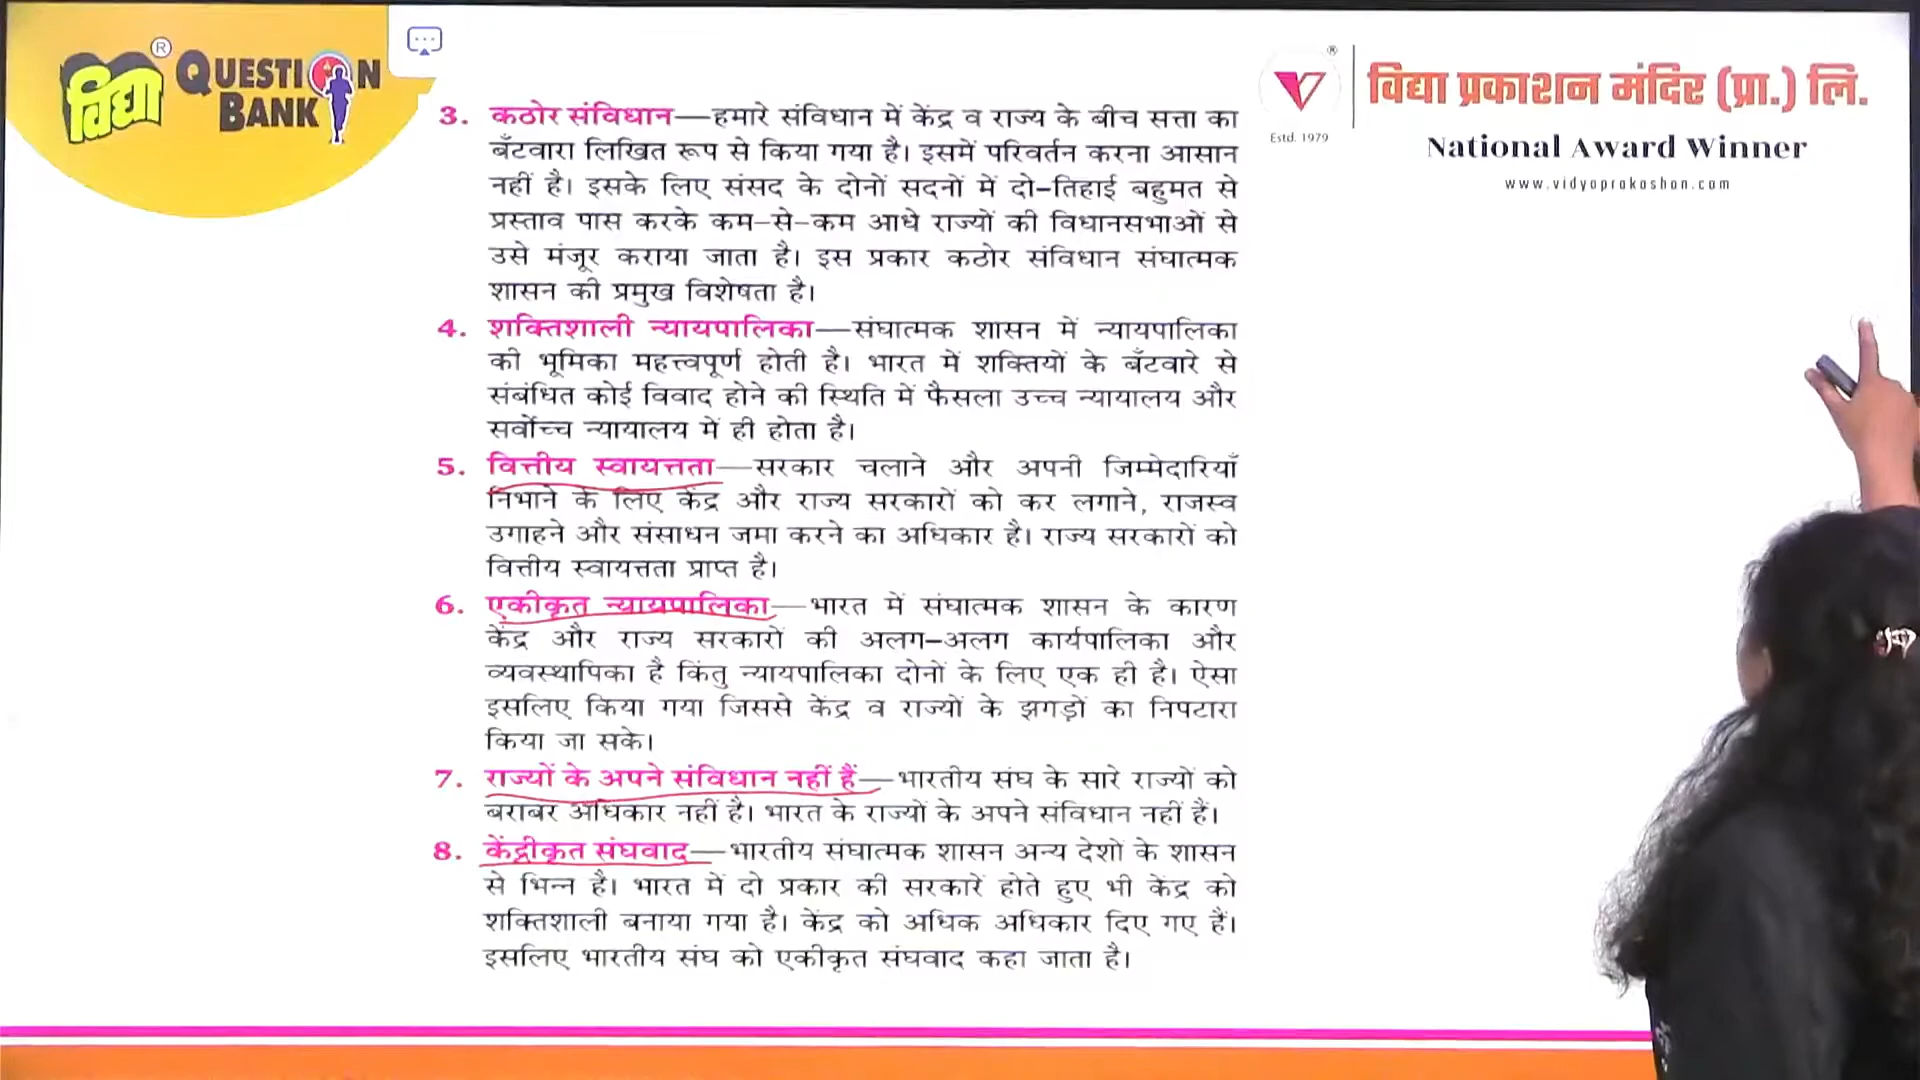 विद्या
®
QUESTION
BANK
3. कठोर संविधान—हमारे संविधान में केंद्र व राज्य के बीच सत्ता का
बँटवारा लिखित रूप से किया गया है। इसमें परिवर्तन करना आसान
नहीं है। इसके लिए संसद के दोनों सदनों में दो-तिहाई बहुमत से
प्रस्ताव पास करके कम-से-कम आधे राज्यों की विधानसभाओं से
उसे मंजूर कराया जाता है। इस प्रकार कठोर संविधान संघात्मक
शासन की प्रमुख विशेषता है।
4. शक्तिशाली न्यायपालिका—संघात्मक शासन में न्यायपालिका
की भूमिका महत्त्वपूर्ण होती है। भारत में शक्तियों के बँटवारे से
संबंधित कोई विवाद होने की स्थिति में फैसला उच्च न्यायालय और
सर्वोच्च न्यायालय में ही होता है।
5. वित्तीय स्वायत्तता—सरकार चलाने और अपनी जिम्मेदारियाँ
निभाने के लिए केंद्र और राज्य सरकारों को कर लगाने, राजस्व
उगाहने और संसाधन जमा करने का अधिकार है। राज्य सरकारों को
वित्तीय स्वायत्तता प्राप्त है।
6. एकीकृत न्यायपालिका—भारत में संघात्मक शासन के कारण
केंद्र और राज्य सरकारों की अलग-अलग कार्यपालिका और
व्यवस्थापिका है किंतु न्यायपालिका दोनों के लिए एक ही है। ऐसा
इसलिए किया गया जिससे केंद्र व राज्यों के झगड़ों का निपटारा
किया जा सके।
7. राज्यों के अपने संविधान नहीं हैं—भारतीय संघ के सारे राज्यों को
बराबर अधिकार नहीं है। भारत के राज्यों के अपने संविधान नहीं हैं।
8. केंद्रीकृत संघवाद—भारतीय संघात्मक शासन अन्य देशों के शासन
से भिन्न है। भारत में दो प्रकार की सरकारें होते हुए भी केंद्र को
शक्तिशाली बनाया गया है। केंद्र को अधिक अधिकार दिए गए हैं।
इसलिए भारतीय संघ को एकीकृत संघवाद कहा जाता है।
®
Estd. 1979
विद्या प्रकाशन मंदिर (प्रा.) लि.
National Award Winner
www.vidyaprakashan.com